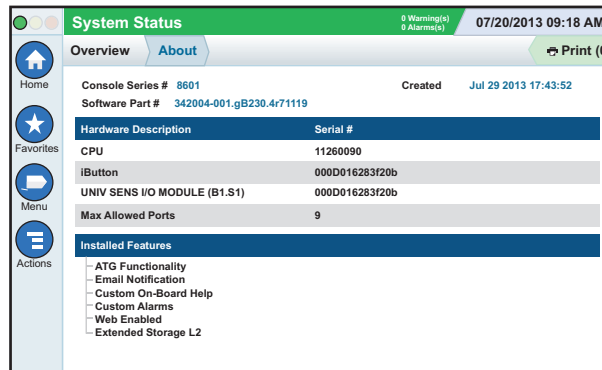 System Status
0 Warning(s)
0 Alarms(s)
07/20/2013 09:18 AM
Overview About
Print (
Home
Favorites
Menu
Actions
Console Series # 8601 Created Jul 29 2013 17:43:52
Software Part # 342004-001.gB230.4r71119
Hardware Description Serial #
CPU 11260090
iButton 000D016283f20b
UNIV SENS I/O MODULE (B1.S1) 000D016283f20b
Max Allowed Ports 9
Installed Features
ATG Functionality
Email Notification
Custom On-Board Help
Custom Alarms
Web Enabled
Extended Storage L2